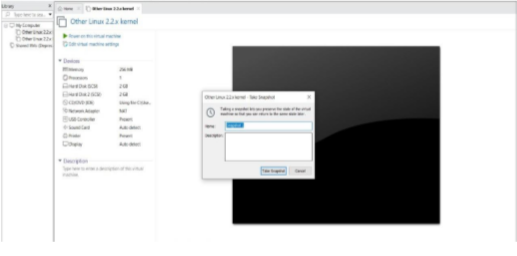 Library
Type here to sea...
My Computer
Other Linux 2.2.x
Other Linux 2.2.x
Shared VMs (Deprec
Home
Other Linux 2.2.x kernel
Other Linux 2.2.x kernel
Power on this virtual machine
Edit virtual machine settings
Devices
Memory 256 MB
Processors 1
Hard Disk (SCSI) 2 GB
Hard Disk 2 (SCSI) 2 GB
CD/DVD (IDE) Using file
Network Adapter NAT
USB Controller Present
Sound Card Auto detect
Printer Present
Display Auto detect
Description
Type here to enter a description of this virtual
machine.
Other Linux 2.2.x kernel - Take Snapshot
Taking a snapshot lets you preserve the state of the virtual
machine so that you can return to the same state later.
Name:
Description:
Take Snapshot Cancel